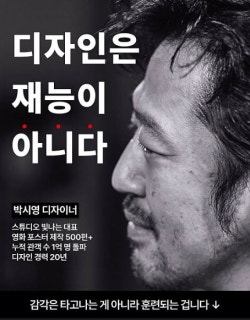 디자인은
재능이
아니다
박시영 디자이너
스튜디오 빛나는 대표
영화 포스터 제작 500편+
누적 관객 수 1억 명 돌파
디자인 경력 20년
감각은 타고나는 게 아니라 훈련되는 겁니다 ↓